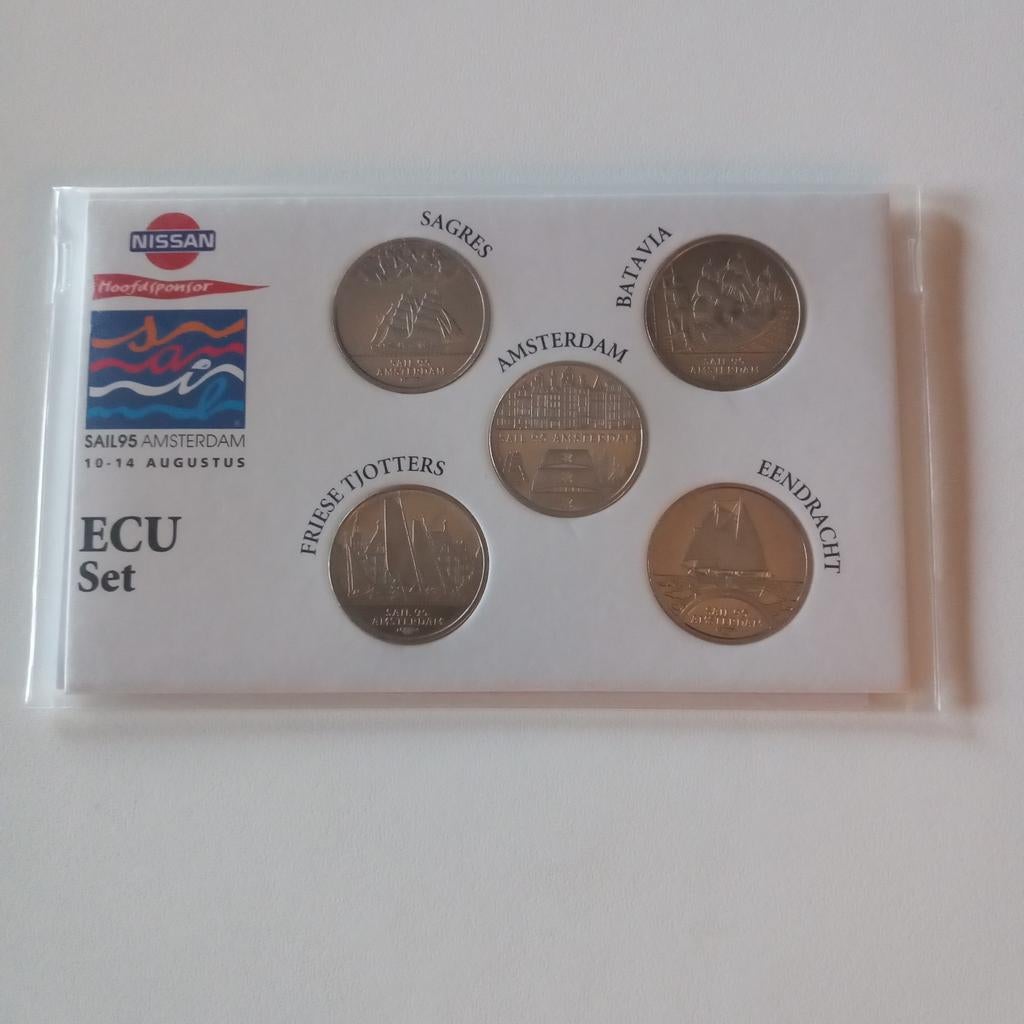 NISSAN
Hoofdsponsor
sail
SAIL95 AMSTERDAM
10-14 AUGUSTUS
ECU
Set
SAGRES
SAIL 95
AMSTERDAM
BATAVIA
SAIL 95
AMSTERDAM
AMSTERDAM
SAIL 95 AMSTERDAM
FRIESE TJOTTERS
SAIL 95
AMSTERDAM
EENDRACHT
SAIL 95
AMSTERDAM